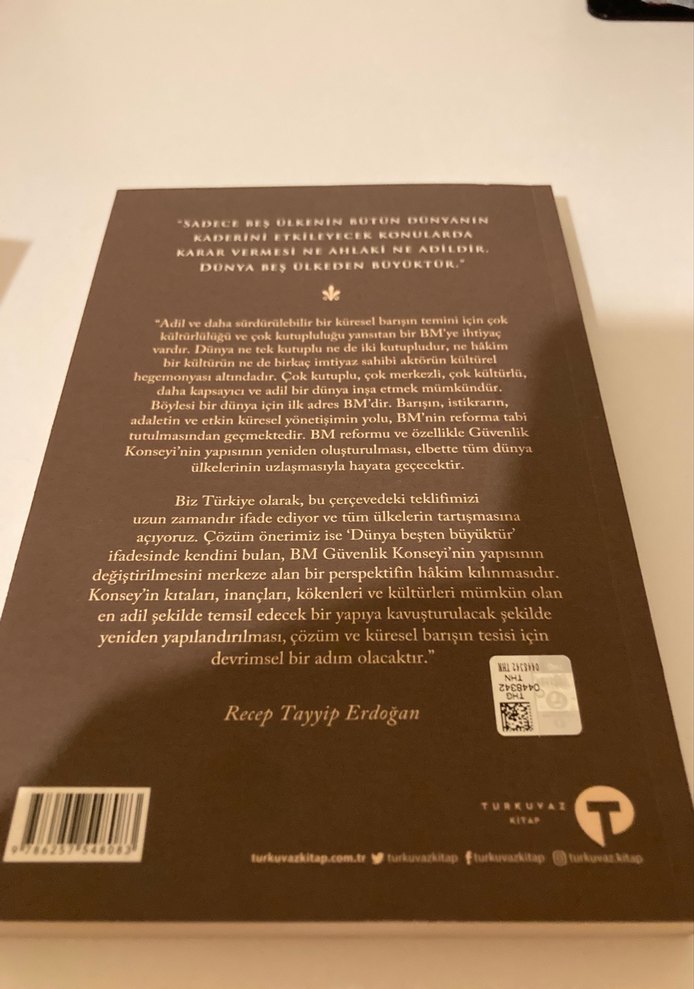 "SADECE BEŞ ÜLKENİN BÜTÜN DÜNYANIN
KADERİNİ ETKİLEYECEK KONULARDA
KARAR VERMESİ NE AHLAKİ NE ADİLDİR.
DÜNYA BEŞ ÜLKEDEN BÜYÜKTÜR."
"Adil ve daha sürdürülebilir bir küresel barışın temini için çok
kültürlülüğü ve çok kutupluluğu yansıtan bir BM'ye ihtiyaç
vardır. Dünya ne tek kutuplu ne de iki kutupludur, ne hâkim
bir kültürün ne de birkaç imtiyaz sahibi aktörün kültürel
hegemonyası altındadır. Çok kutuplu, çok merkezli, çok kültürlü,
daha kapsayıcı ve adil bir dünya inşa etmek mümkündür.
Böylesi bir dünya için ilk adres BM'dir. Barışın, istikrarın,
adaletin ve etkin küresel yönetişimin yolu, BM'nin reforma tabi
tutulmasından geçmektedir. BM reformu ve özellikle Güvenlik
Konseyi'nin yapısının yeniden oluşturulması, elbette tüm dünya
ülkelerinin uzlaşmasıyla hayata geçecektir.
Biz Türkiye olarak, bu çerçevedeki teklifimizi
uzun zamandır ifade ediyor ve tüm ülkelerin tartışmasına
açıyoruz. Çözüm önerimiz ise 'Dünya beşten büyüktür'
ifadesinde kendini bulan, BM Güvenlik Konseyi'nin yapısının
değiştirilmesini merkeze alan bir perspektifin hâkim kılınmasıdır.
Konsey'in kıtaları, inançları, kökenleri ve kültürleri mümkün olan
en adil şekilde temsil edecek bir yapıya kavuşturulacak şekilde
yeniden yapılandırılması, çözüm ve küresel barışın tesisi için
devrimsel bir adım olacaktır."
Recep Tayyip Erdoğan
0448342 THN
THN
0448342
THG
TURKUVAZ
KİTAP
9 786257 548083
turkuvazkitap.com.tr turkuvazkitap turkuvazkitap turkuvaz.kitap